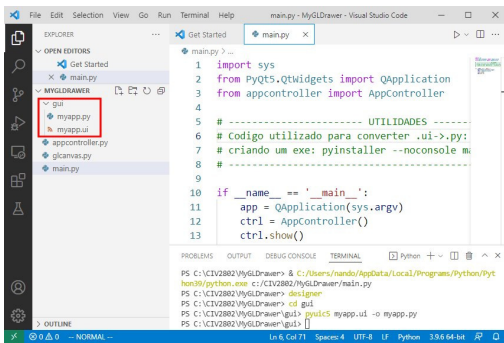 File Edit Selection View Go Run Terminal Help main.py - MyGLDrawer - Visual Studio Code
EXPLORER
OPEN EDITORS
Get Started
main.py
MYGLDRAWER
gui
myapp.py
myapp.ui
appcontroller.py
glcanvas.py
main.py
OUTLINE
Get Started main.py
main.py > ...
1 import sys
2 from PyQt5.QtWidgets import QApplication
3 from appcontroller import AppController
4
5 # ----------------------- UTILIDADES -----
6 # Codigo utilizado para converter .ui->.py:
7 # criando um exe: pyinstaller --noconsole ma
8 # ----------------------------------------
9
10 if __name__ == '__main__':
11 app = QApplication(sys.argv)
12 ctrl = AppController()
13 ctrl.show()
PROBLEMS OUTPUT DEBUG CONSOLE TERMINAL Python
PS C:\CIV2802\MyGLDrawer> & C:/Users/nando/AppData/Local/Programs/Python/Pyt
hon39/python.exe c:/CIV2802/MyGLDrawer/main.py
PS C:\CIV2802\MyGLDrawer> designer
PS C:\CIV2802\MyGLDrawer> cd gui
PS C:\CIV2802\MyGLDrawer\gui> pyuic5 myapp.ui -o myapp.py
PS C:\CIV2802\MyGLDrawer\gui>
0 0 -- NORMAL -- Ln 6, Col 71 Spaces: 4 UTF-8 LF Python 3.9.6 64-bit